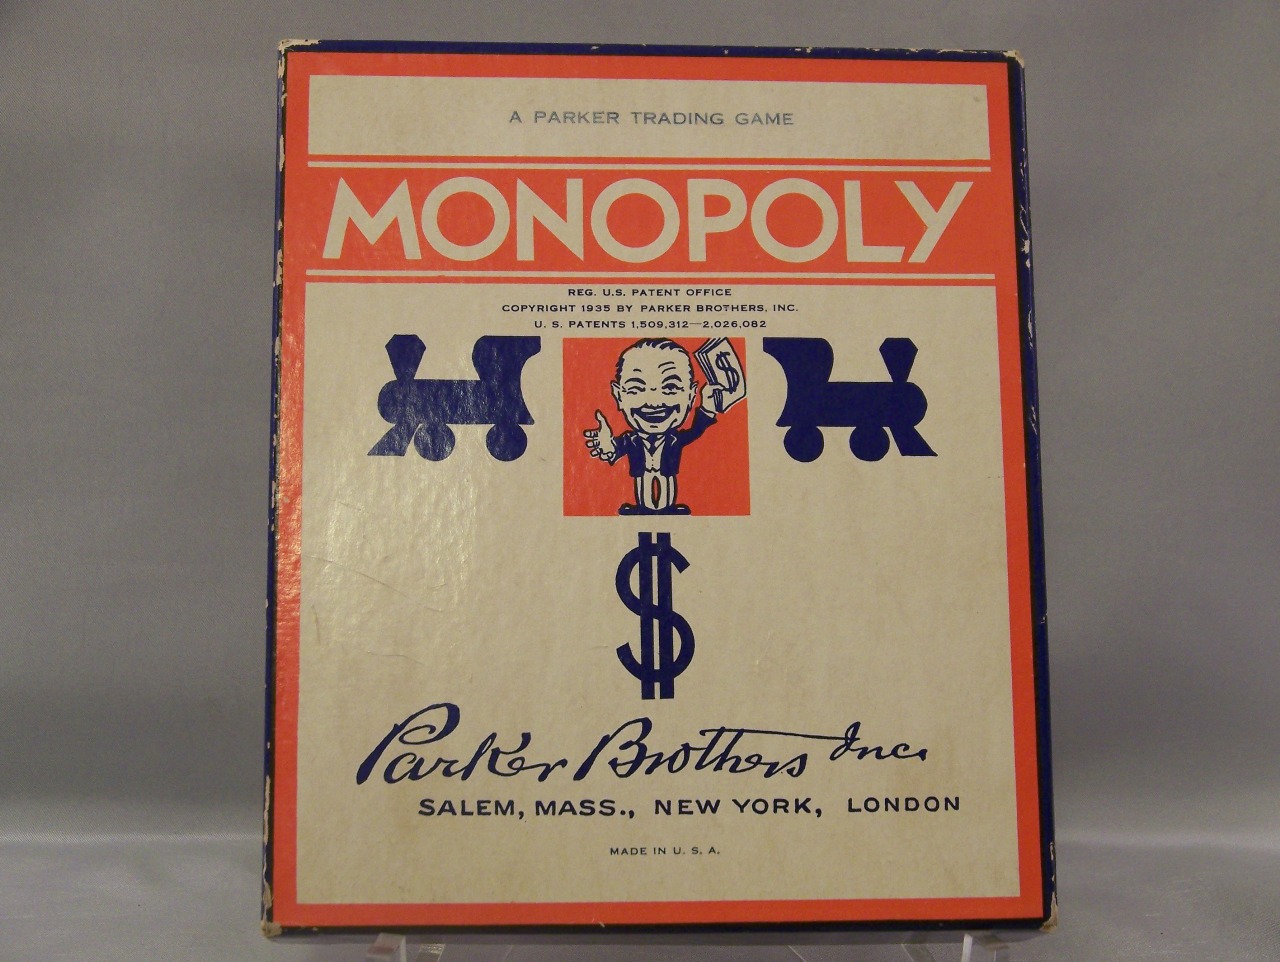 A PARKER TRADING GAME
MONOPOLY
REG. U.S. PATENT OFFICE
COPYRIGHT 1935 BY PARKER BROTHERS, INC.
U. S. PATENTS 1,509,312—2,026,082
$
$
Parker Brothers Inc.
SALEM, MASS., NEW YORK, LONDON
MADE IN U. S. A.